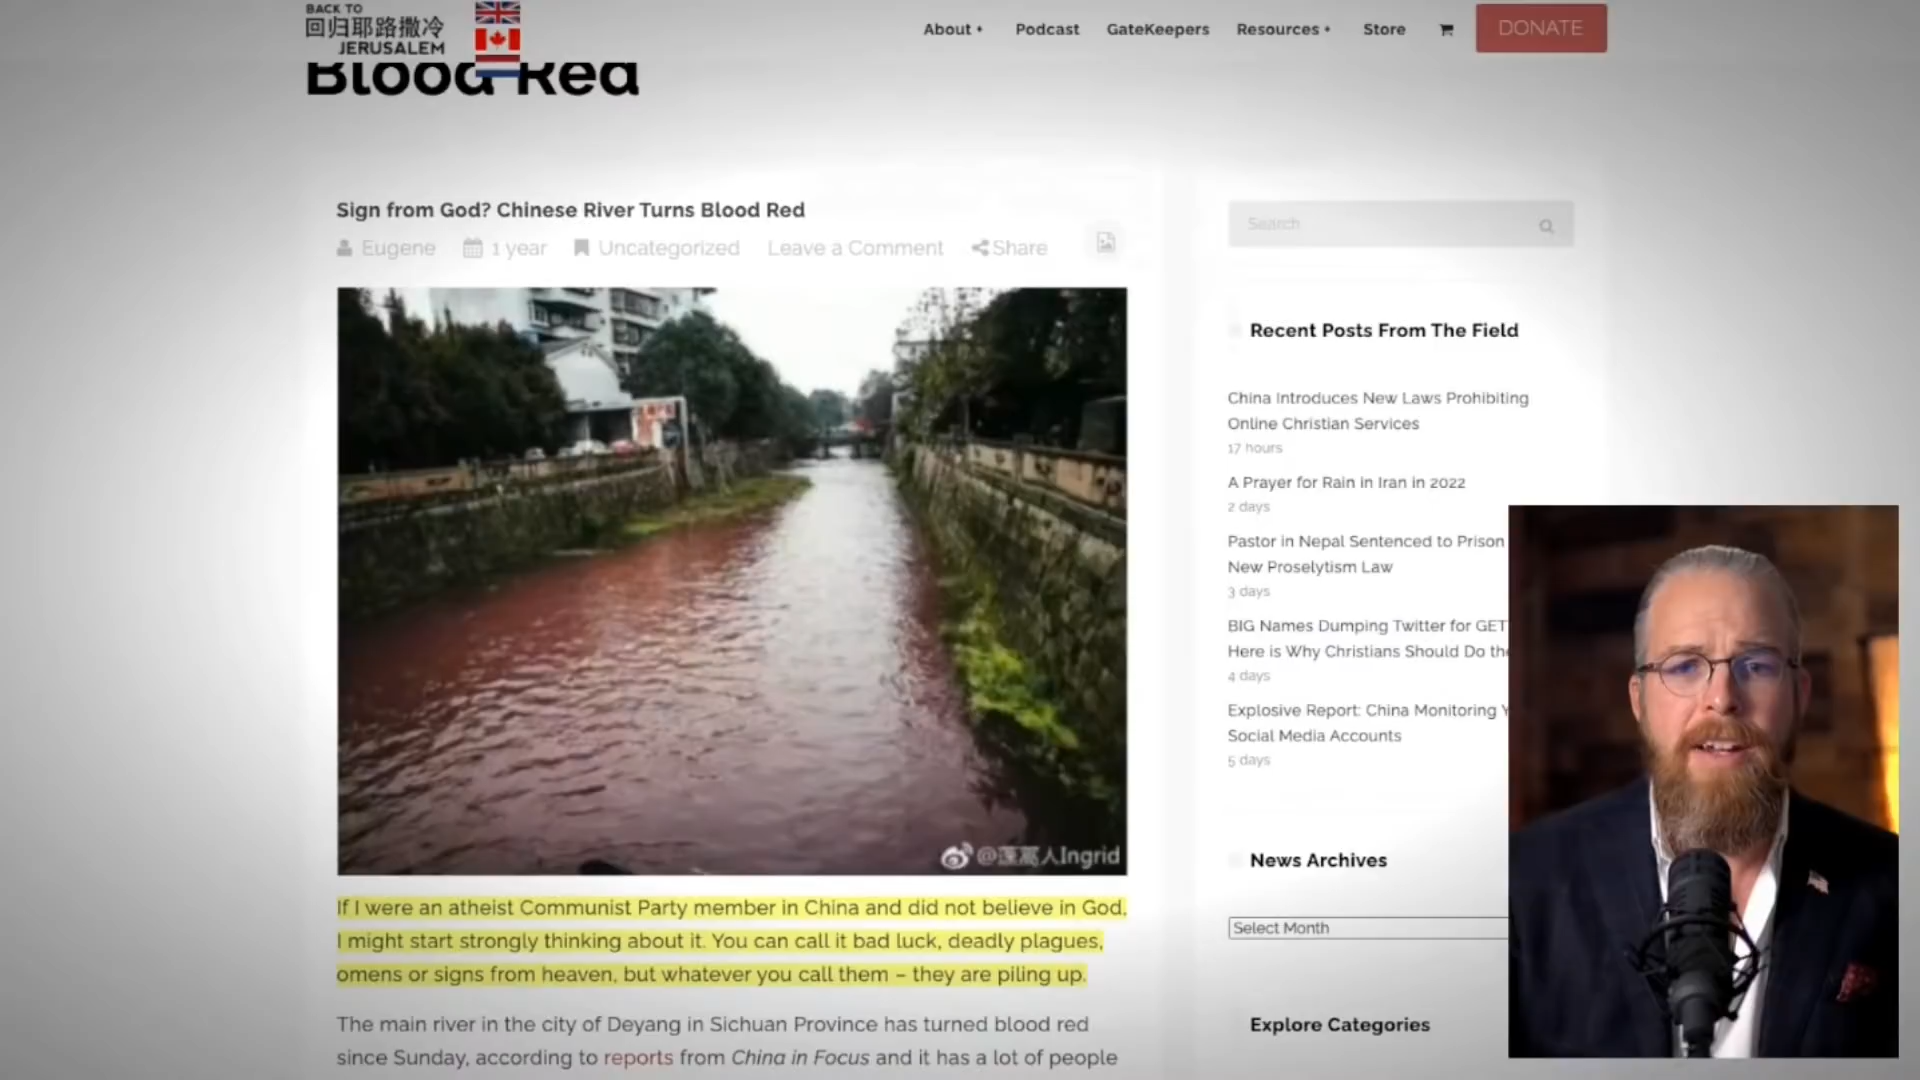 BACK TO
回归耶路撒冷
JERUSALEM
About +
Podcast
GateKeepers
Resources +
Store
DONATE
Blood Red
Sign from God? Chinese River Turns Blood Red
Eugene
1 year
Uncategorized
Leave a Comment
Share
@蓬蒿人Ingrid
If I were an atheist Communist Party member in China and did not believe in God,
I might start strongly thinking about it. You can call it bad luck, deadly plagues,
omens or signs from heaven, but whatever you call them – they are piling up.
The main river in the city of Deyang in Sichuan Province has turned blood red
since Sunday, according to reports from China in Focus and it has a lot of people
Search
Recent Posts From The Field
China Introduces New Laws Prohibiting
Online Christian Services
17 hours
A Prayer for Rain in Iran in 2022
2 days
Pastor in Nepal Sentenced to Prison
New Proselytism Law
3 days
BIG Names Dumping Twitter for GET
Here is Why Christians Should Do th
4 days
Explosive Report: China Monitoring Y
Social Media Accounts
5 days
News Archives
Select Month
Explore Categories